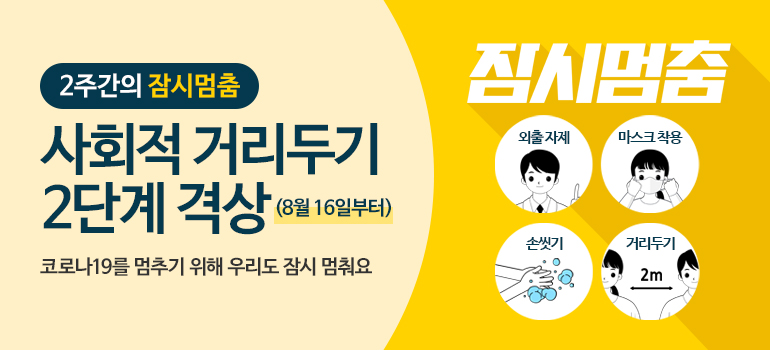 2주간의 잠시멈춤
사회적 거리두기
2단계 격상 (8월 16일부터)
코로나19를 멈추기 위해 우리도 잠시 멈춰요
잠시멈춤
외출 자제
마스크 착용
손씻기
거리두기
2m